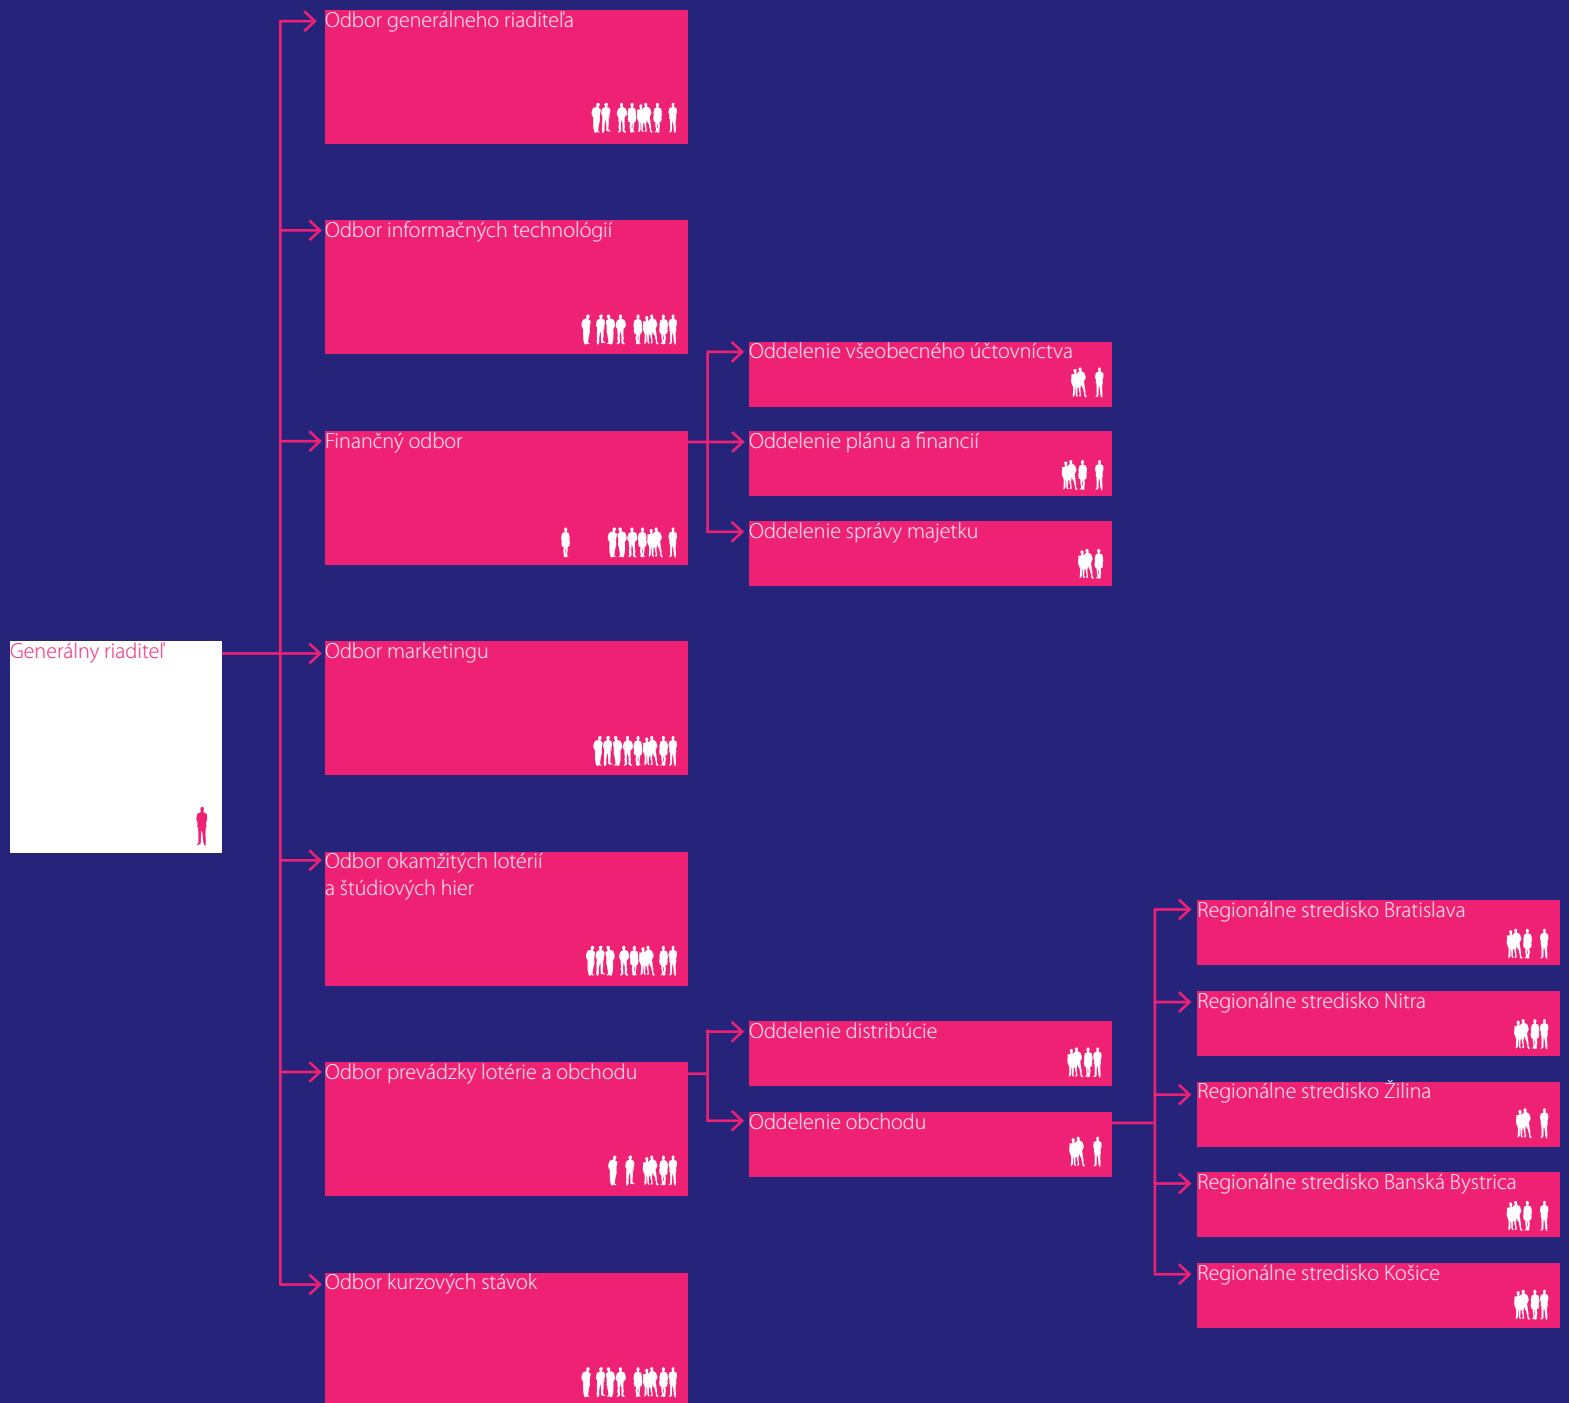 Generálny riaditeľ
Odbor generálneho riaditeľa
Odbor informačných technológií
Finančný odbor
Oddelenie všeobecného účtovníctva
Oddelenie plánu a financií
Oddelenie správy majetku
Odbor marketingu
Odbor okamžitých lotérií
a štúdiových hier
Odbor prevádzky lotérie a obchodu
Oddelenie distribúcie
Oddelenie obchodu
Regionálne stredisko Bratislava
Regionálne stredisko Nitra
Regionálne stredisko Žilina
Regionálne stredisko Banská Bystrica
Regionálne stredisko Košice
Odbor kurzových stávok